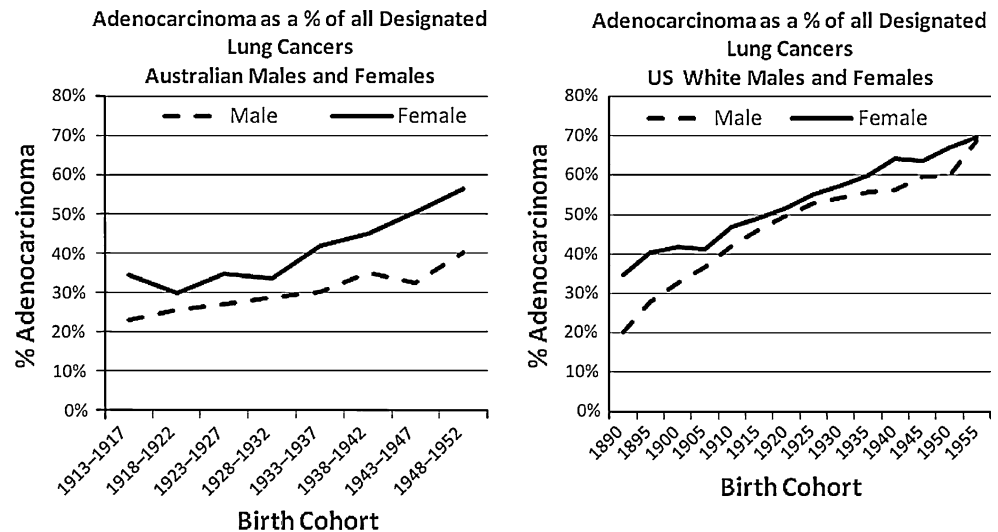 Adenocarcinoma as a % of all Designated
Lung Cancers
Australian Males and Females
80%
70%
60%
50%
40%
30%
20%
10%
0%
Male
Female
% Adenocarcinoma
1913–1917
1918–1922
1923–1927
1928–1932
1933–1937
1938–1942
1943–1947
1948–1952
Birth Cohort
Adenocarcinoma as a % of all Designated
Lung Cancers
US White Males and Females
80%
70%
60%
50%
40%
30%
20%
10%
0%
Male
Female
% Adenocarcinoma
1890
1895
1900
1905
1910
1915
1920
1925
1930
1935
1940
1945
1950
1955
Birth Cohort